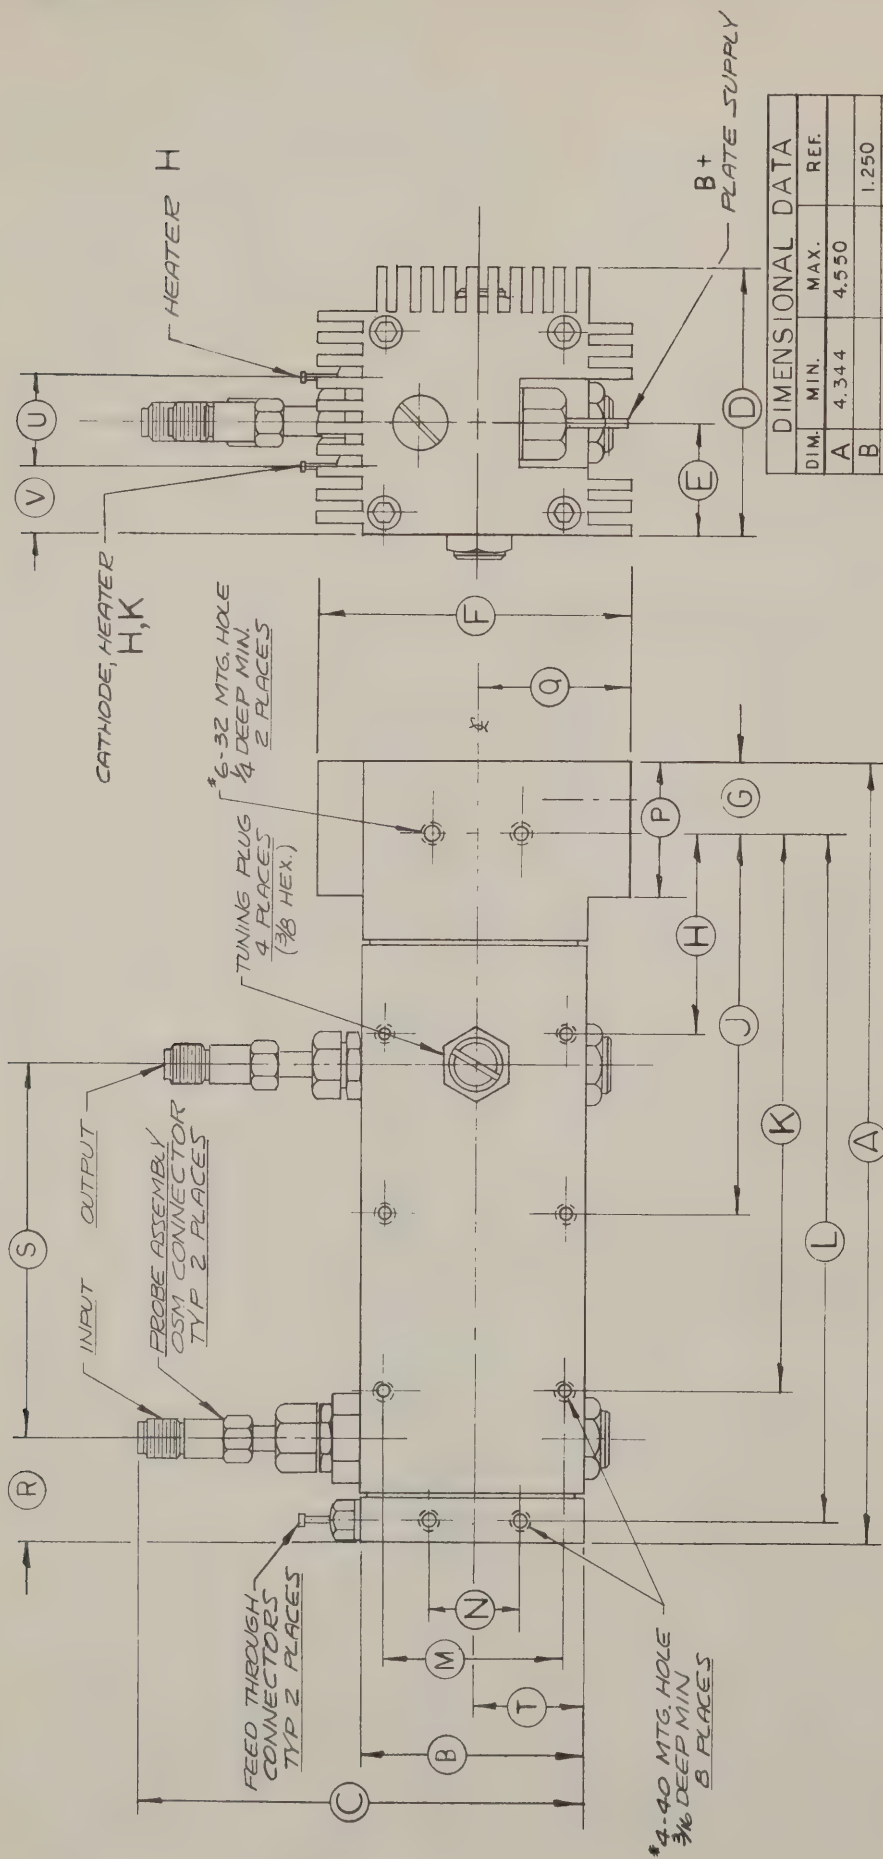 R
S
INPUT
OUTPUT
PROBE ASSEMBLY
OSM CONNECTOR
TYP 2 PLACES
FEED THROUGH
CONNECTORS
TYP 2 PLACES
TUNING PLUG
4 PLACES
(3/8 HEX.)
#6-32 MTG. HOLE
1/4 DEEP MIN.
2 PLACES
CATHODE, HEATER
H,K
V
U
HEATER H
C
B
T
M
N
#4-40 MTG. HOLE
3/16 DEEP MIN
8 PLACES
F
Q
℄
P
G
H
J
K
L
A
E
D
B+
PLATE SUPPLY
DIMENSIONAL DATA
DIM. MIN. MAX. REF.
A 4.344 4.550
B 1.250